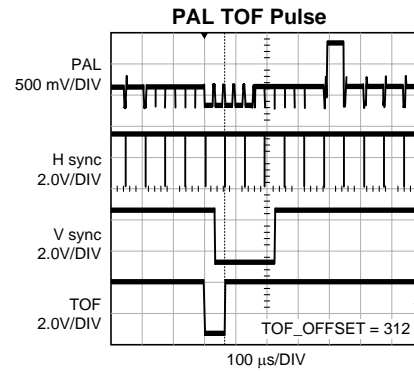 PAL TOF Pulse
PAL
500 mV/DIV
H sync
2.0V/DIV
V sync
2.0V/DIV
TOF
2.0V/DIV
TOF_OFFSET = 312
100 μs/DIV